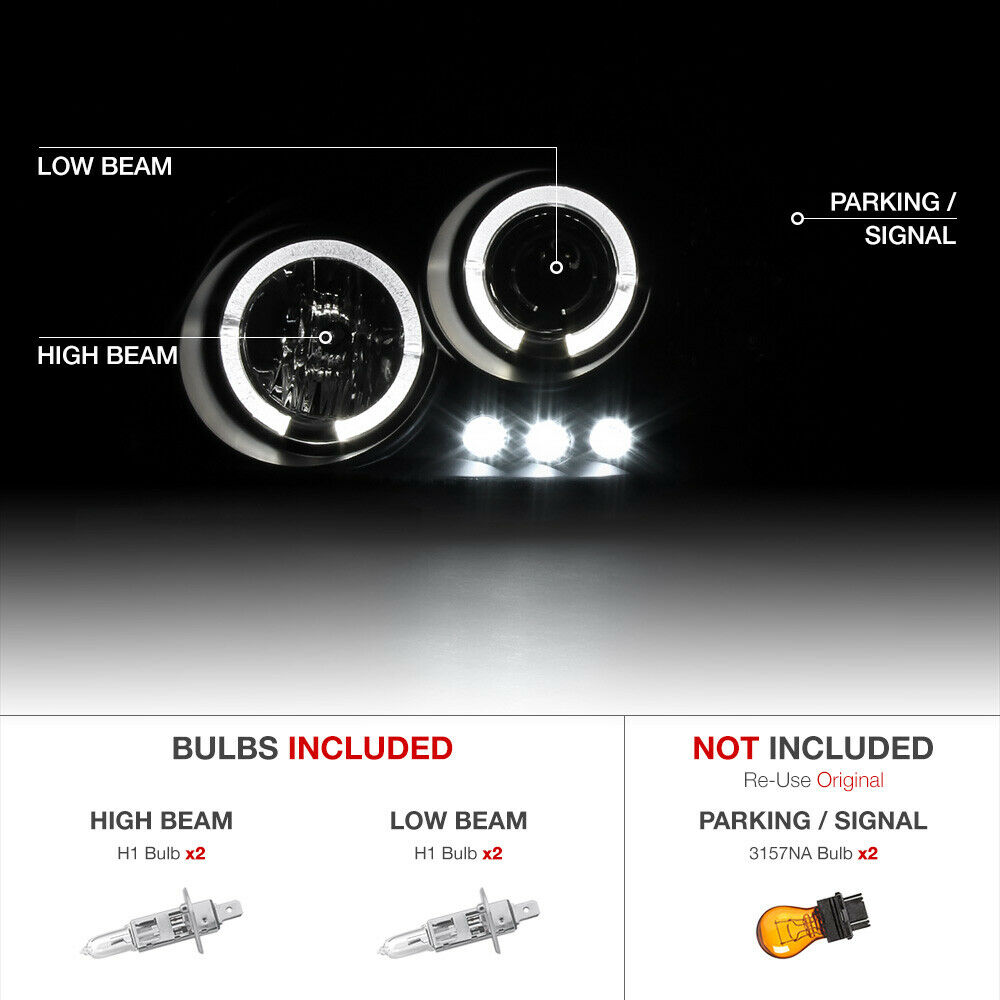 LOW BEAM
PARKING /
SIGNAL
HIGH BEAM
BULBS INCLUDED
HIGH BEAM
H1 Bulb x2
LOW BEAM
H1 Bulb x2
NOT INCLUDED
Re-Use Original
PARKING / SIGNAL
3157NA Bulb x2